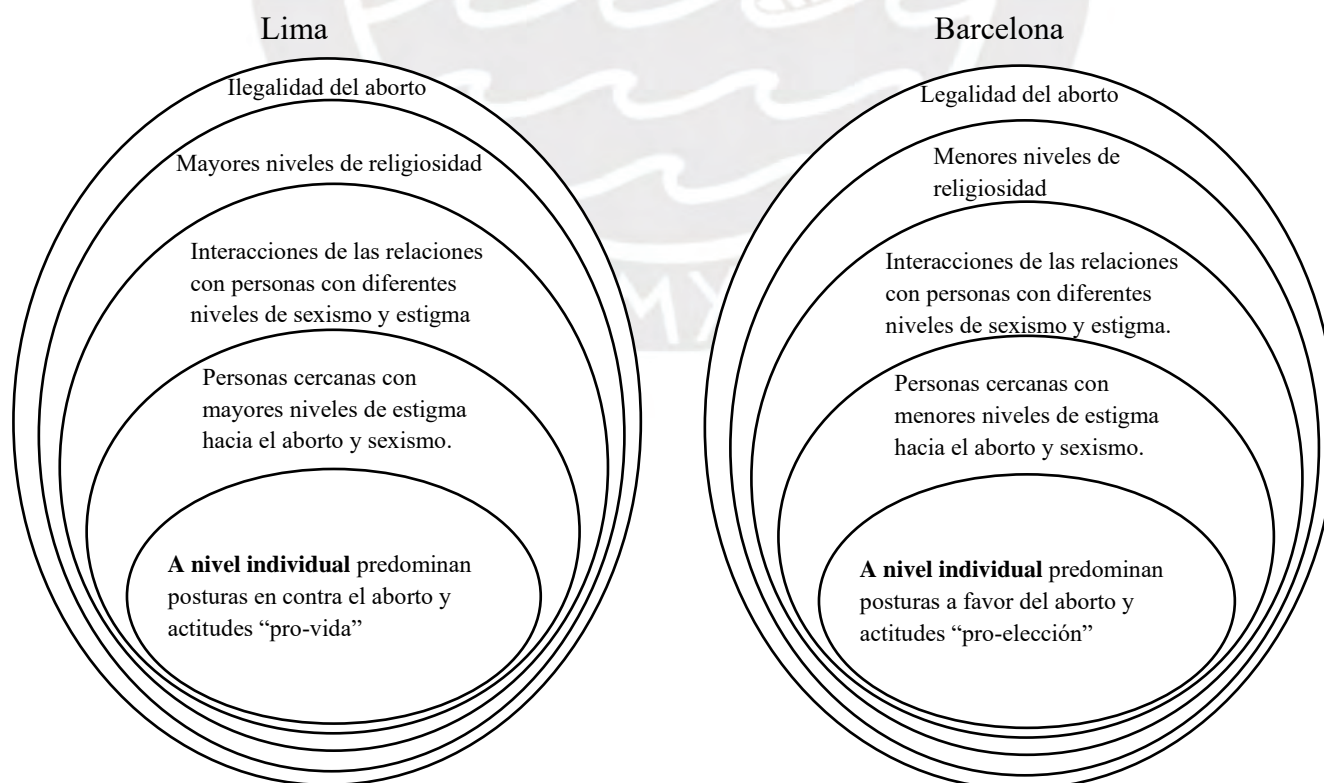 Lima
Ilegalidad del aborto
Mayores niveles de religiosidad
Interacciones de las relaciones
con personas con diferentes
niveles de sexismo y estigma
Personas cercanas con
mayores niveles de estigma
hacia el aborto y sexismo.
A nivel individual predominan
posturas en contra el aborto y
actitudes “pro-vida”
Barcelona
Legalidad del aborto
Menores niveles de
religiosidad
Interacciones de las relaciones
con personas con diferentes
niveles de sexismo y estigma.
Personas cercanas con
menores niveles de estigma
hacia el aborto y sexismo.
A nivel individual predominan
posturas a favor del aborto y
actitudes “pro-elección”